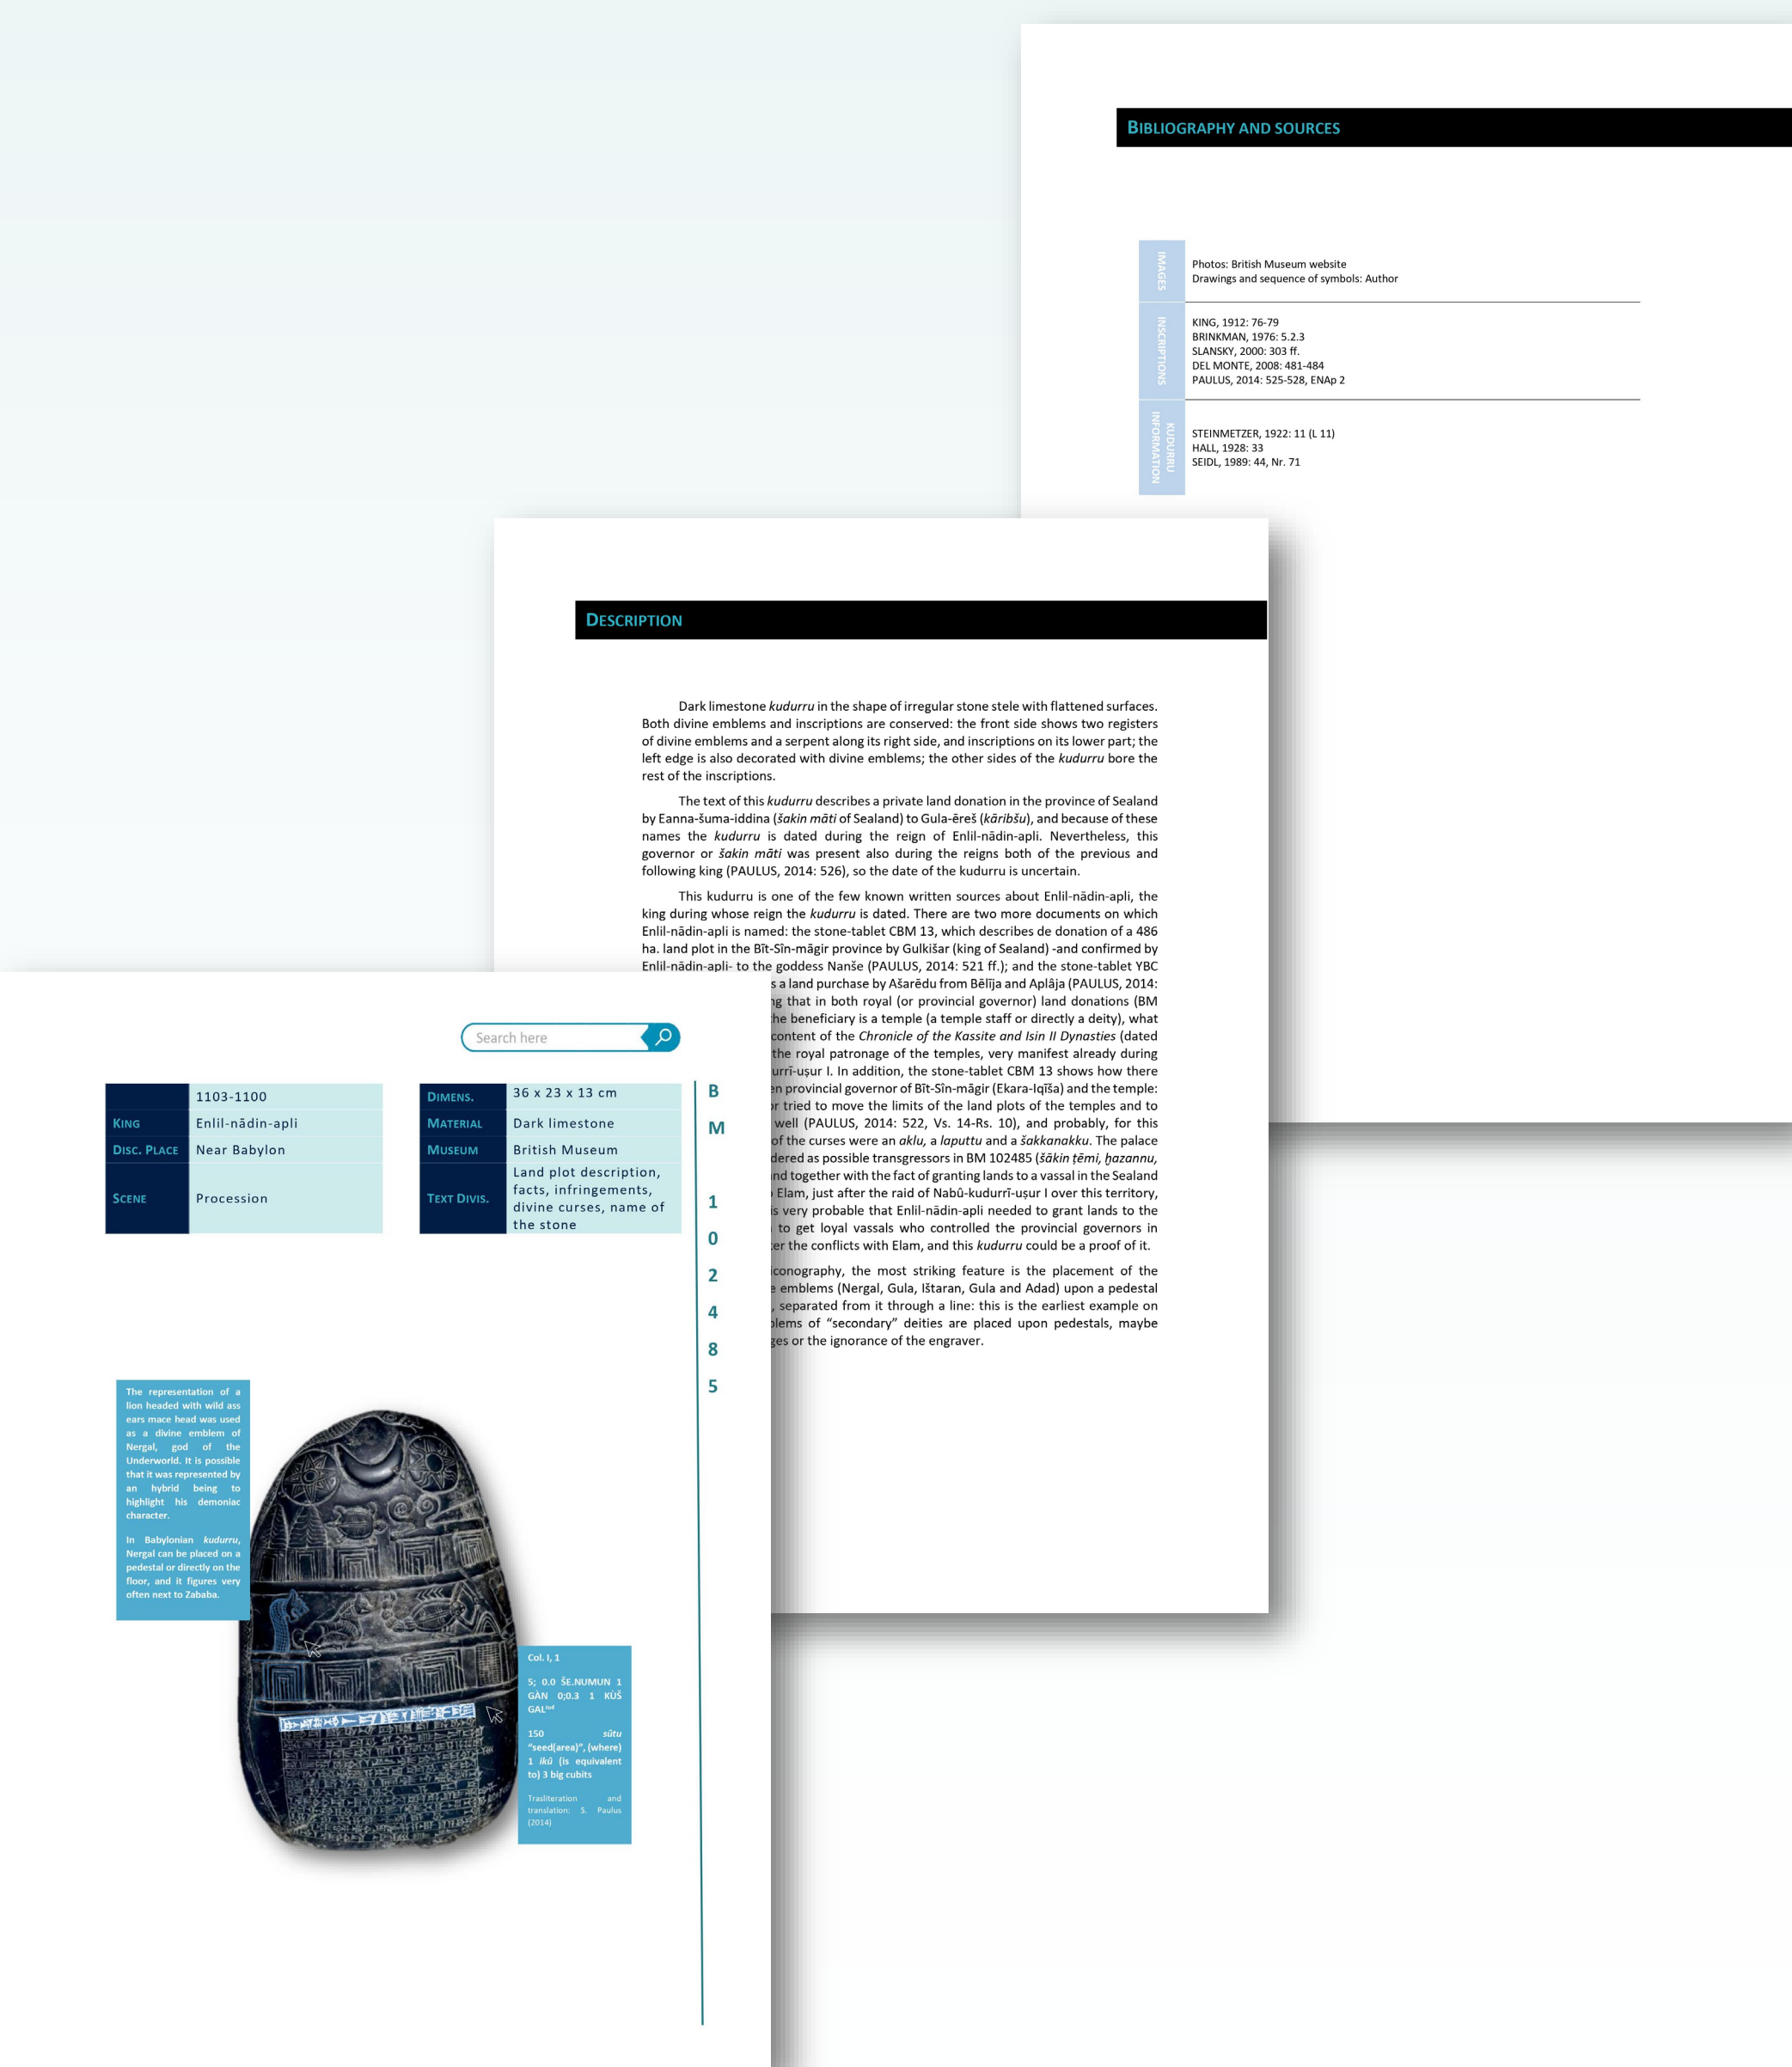 BIBLIOGRAPHY AND SOURCES
IMAGES
Photos: British Museum website
Drawings and sequence of symbols: Author
INSCRIPTIONS
KING, 1912: 76-79
BRINKMAN, 1976: 5.2.3
SLANSKY, 2000: 303 ff.
DEL MONTE, 2008: 481-484
PAULUS, 2014: 525-528, ENAp 2
KUDURRU
INFORMATION
STEINMETZER, 1922: 11 (L 11)
HALL, 1928: 33
SEIDL, 1989: 44, Nr. 71
DESCRIPTION
Dark limestone kudurru in the shape of irregular stone stele with flattened surfaces.
Both divine emblems and inscriptions are conserved: the front side shows two registers
of divine emblems and a serpent along its right side, and inscriptions on its lower part; the
left edge is also decorated with divine emblems; the other sides of the kudurru bore the
rest of the inscriptions.
The text of this kudurru describes a private land donation in the province of Sealand
by Eanna-šuma-iddina (šakin māti of Sealand) to Gula-ēreš (kāribšu), and because of these
names the kudurru is dated during the reign of Enlil-nādin-apli. Nevertheless, this
governor or šakin māti was present also during the reigns both of the previous and
following king (PAULUS, 2014: 526), so the date of the kudurru is uncertain.
This kudurru is one of the few known written sources about Enlil-nādin-apli, the
king during whose reign the kudurru is dated. There are two more documents on which
Enlil-nādin-apli is named: the stone-tablet CBM 13, which describes de donation of a 486
ha. land plot in the Bīt-Sîn-māgir province by Gulkišar (king of Sealand) -and confirmed by
Enlil-nādin-apli- to the goddess Nanše (PAULUS, 2014: 521 ff.); and the stone-tablet YBC
s a land purchase by Ašarēdu from Bēlīja and Aplâja (PAULUS, 2014:
g that in both royal (or provincial governor) land donations (BM
he beneficiary is a temple (a temple staff or directly a deity), what
content of the Chronicle of the Kassite and Isin II Dynasties (dated
the royal patronage of the temples, very manifest already during
urrī-uṣur I. In addition, the stone-tablet CBM 13 shows how there
n provincial governor of Bīt-Sîn-māgir (Ekara-Iqīša) and the temple:
r tried to move the limits of the land plots of the temples and to
well (PAULUS, 2014: 522, Vs. 14-Rs. 10), and probably, for this
of the curses were an aklu, a laputtu and a šakkanakku. The palace
dered as possible transgressors in BM 102485 (šākin ṭēmi, ḫazannu,
nd together with the fact of granting lands to a vassal in the Sealand
Elam, just after the raid of Nabû-kudurrī-uṣur I over this territory,
is very probable that Enlil-nādin-apli needed to grant lands to the
to get loyal vassals who controlled the provincial governors in
er the conflicts with Elam, and this kudurru could be a proof of it.
iconography, the most striking feature is the placement of the
e emblems (Nergal, Gula, Ištaran, Gula and Adad) upon a pedestal
, separated from it through a line: this is the earliest example on
blems of “secondary” deities are placed upon pedestals, maybe
ges or the ignorance of the engraver.
Search here
1103-1100
KING Enlil-nādin-apli
DISC. PLACE Near Babylon
SCENE Procession
DIMENS. 36 x 23 x 13 cm
MATERIAL Dark limestone
MUSEUM British Museum
TEXT DIVIS. Land plot description,
facts, infringements,
divine curses, name of
the stone
B
M
1
0
2
4
8
5
The representation of a
lion headed with wild ass
ears mace head was used
as a divine emblem of
Nergal, god of the
Underworld. It is possible
that it was represented by
an hybrid being to
highlight his demoniac
character.
In Babylonian kudurru,
Nergal can be placed on a
pedestal or directly on the
floor, and it figures very
often next to Zababa.
Col. I, 1
5; 0.0 ŠE.NUMUN 1
GÀN 0;0.3 1 KÙŠ
GAL
150 sūtu
“seed(area)”, (where)
1 ikû (is equivalent
to) 3 big cubits
Trasliteration and
translation: S. Paulus
(2014)